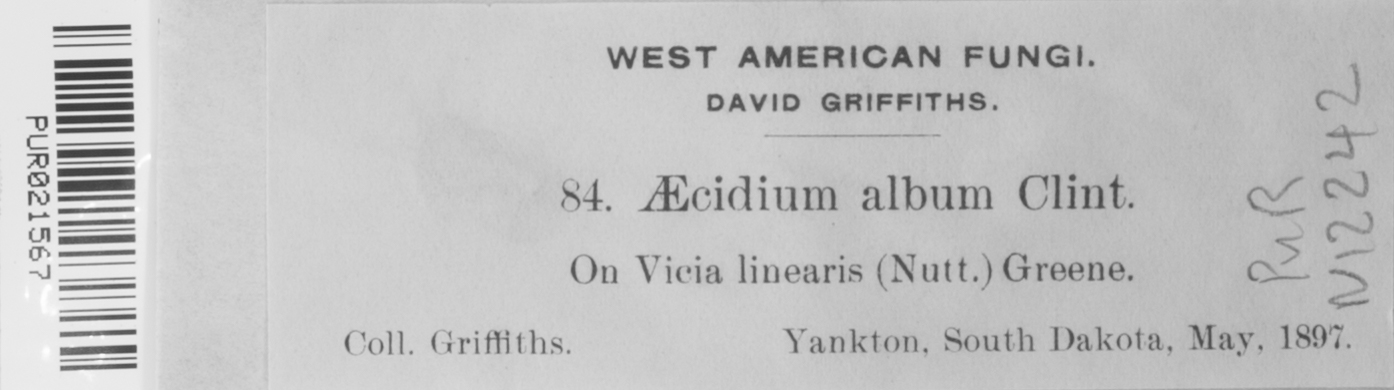 PUR021567
WEST AMERICAN FUNGI.
DAVID GRIFFITHS.
84. Æcidium album Clint.
On Vicia linearis (Nutt.) Greene.
Coll. Griffiths. Yankton, South Dakota, May, 1897.
PUR
N12242